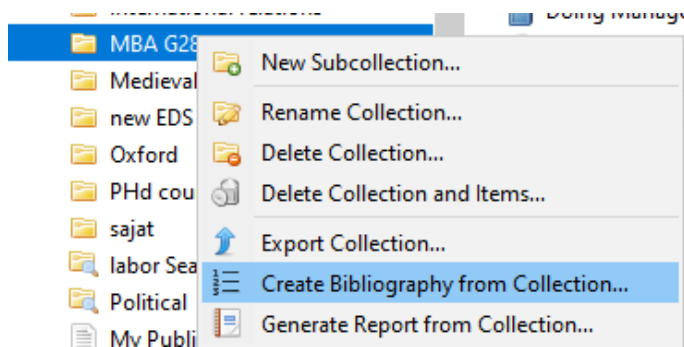 MBA G28
New Subcollection...
Medieval
Rename Collection...
new EDS
Delete Collection...
Oxford
Delete Collection and Items...
PHd cou
sajat
Export Collection...
labor Sea
Create Bibliography from Collection...
Political
Generate Report from Collection...
My Publi